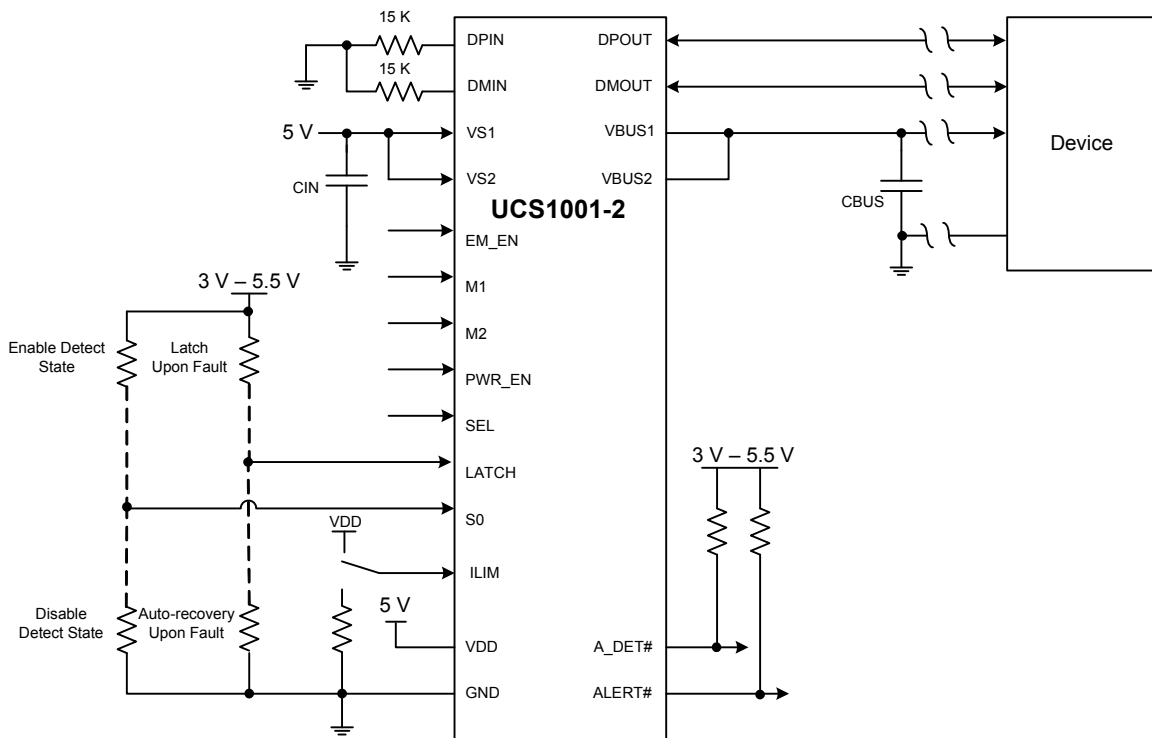 15 K
DPIN
15 K
DMIN
5 V
VS1
CIN
VS2
UCS1001-2
EM_EN
3 V – 5.5 V
M1
M2
Enable Detect
State
Latch
Upon Fault
PWR_EN
SEL
LATCH
S0
VDD
ILIM
Disable
Detect State
Auto-recovery
Upon Fault
5 V
VDD
GND
DPOUT
DMOUT
VBUS1
VBUS2
CBUS
Device
3 V – 5.5 V
A_DET#
ALERT#